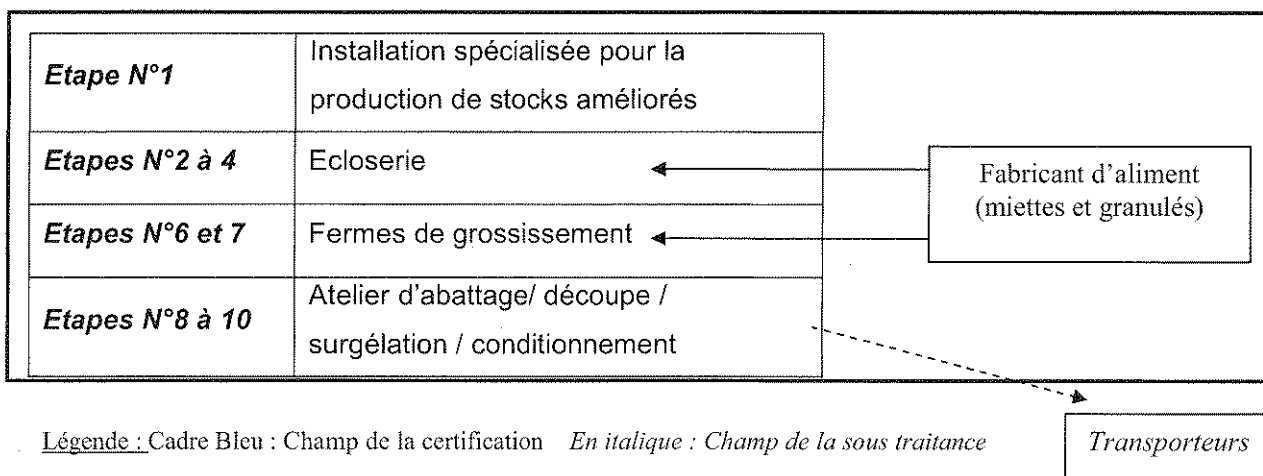 Etape N°1
Installation spécialisée pour la
production de stocks améliorés
Etapes N°2 à 4
Ecloserie
Fabricant d'aliment
(miettes et granulés)
Etapes N°6 et 7
Fermes de grossissement
Etapes N°8 à 10
Atelier d'abattage/ découpe /
surgélation / conditionnement
Légende : Cadre Bleu : Champ de la certification En italique : Champ de la sous traitance
Transporteurs